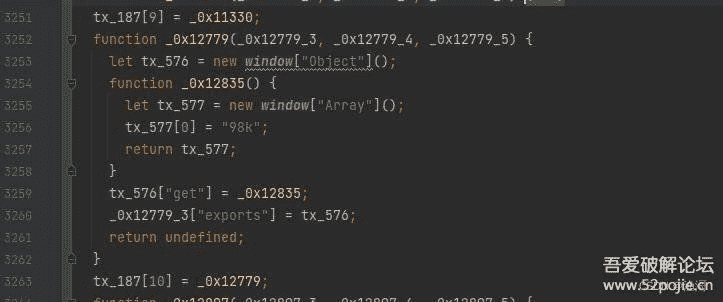 3251 tx_187[9] = _0x11330;
3252 function _0x12779(_0x12779_3, _0x12779_4, _0x12779_5) {
3253 let tx_576 = new window["Object"]();
3254 function _0x12835() {
3255 let tx_577 = new window["Array"]();
3256 tx_577[0] = "98k";
3257 return tx_577;
3258 }
3259 tx_576["get"] = _0x12835;
3260 _0x12779_3["exports"] = tx_576;
3261 return undefined;
3262 }
3263 tx_187[10] = _0x12779;
吾爱破解论坛
www.52pojie.cn